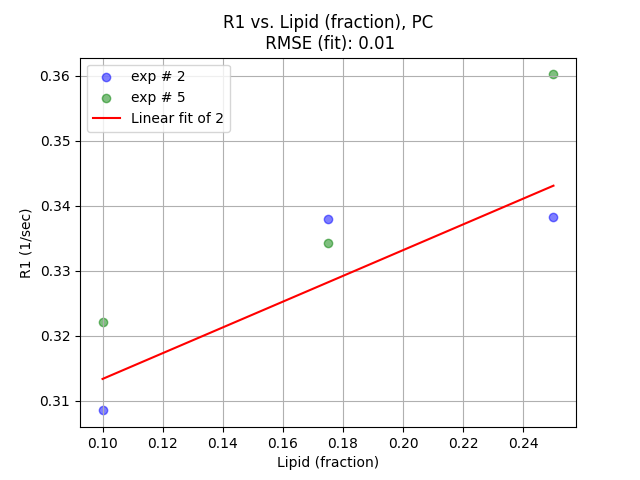 R1 vs. Lipid (fraction), PC
RMSE (fit): 0.01
exp # 2
exp # 5
Linear fit of 2
0.36
0.35
0.34
0.33
0.32
0.31
R1 (1/sec)
0.10 0.12 0.14 0.16 0.18 0.20 0.22 0.24
Lipid (fraction)